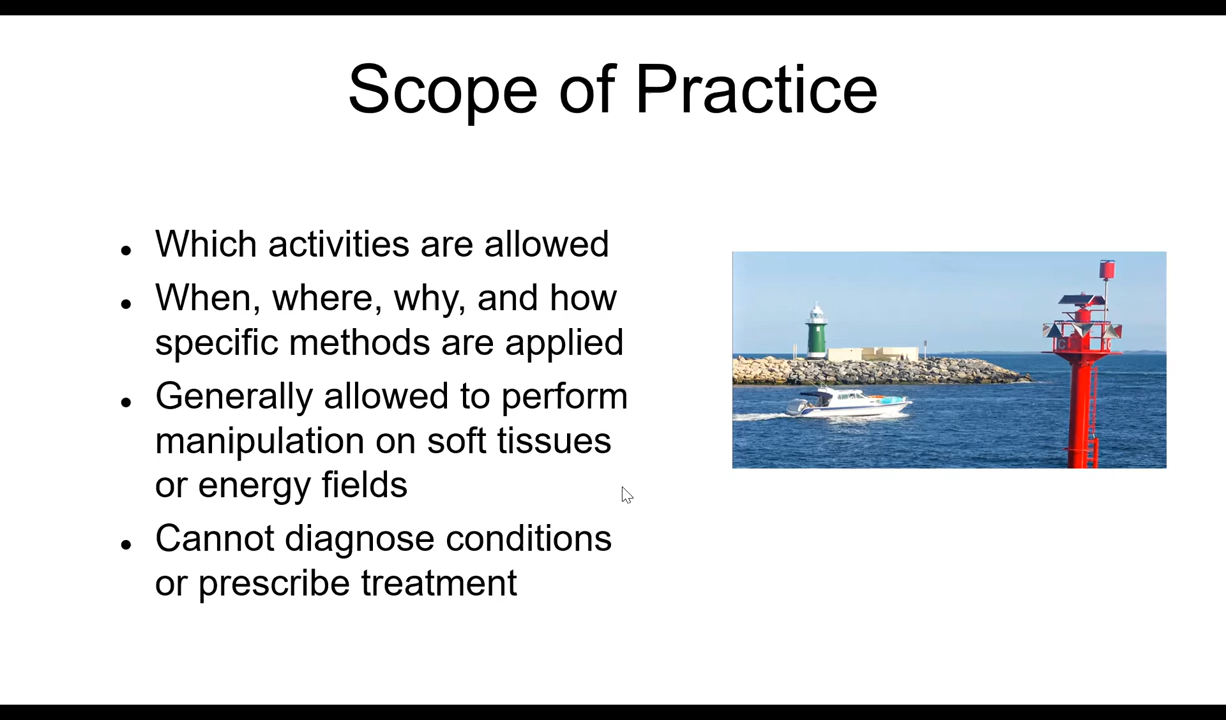 Scope of Practice
• Which activities are allowed
• When, where, why, and how
specific methods are applied
• Generally allowed to perform
manipulation on soft tissues
or energy fields
• Cannot diagnose conditions
or prescribe treatment